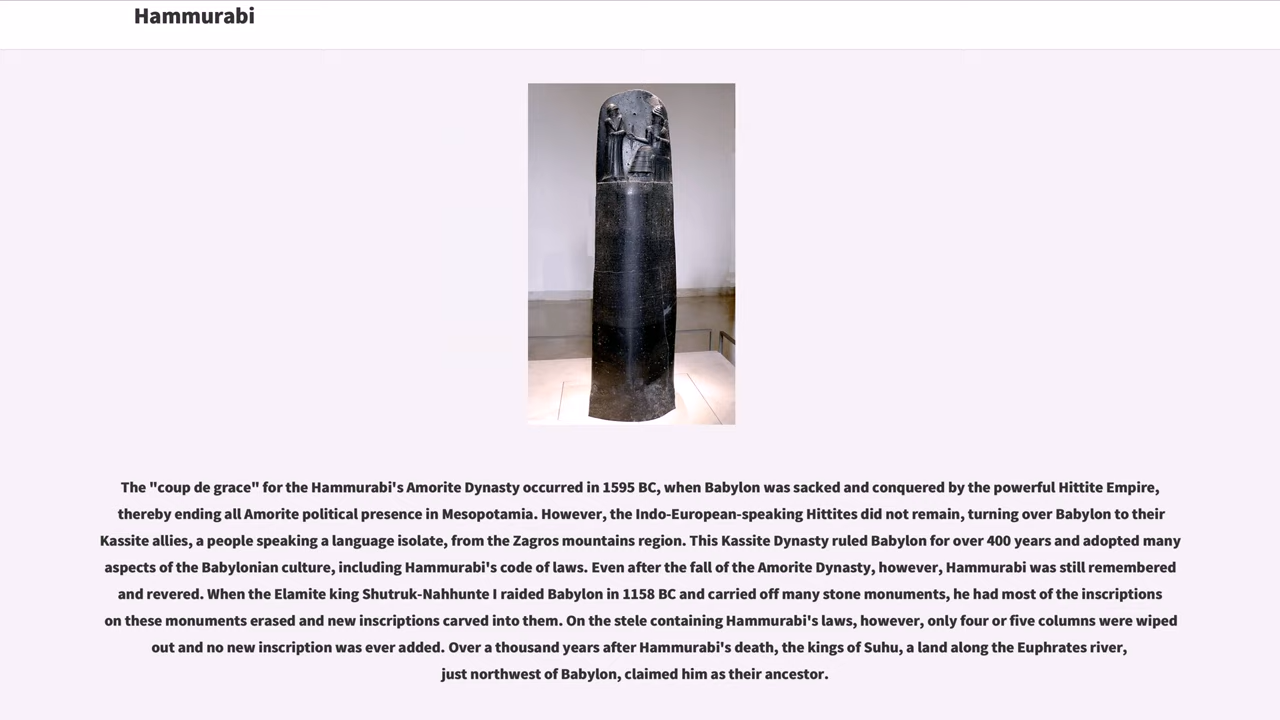 Hammurabi
The "coup de grace" for the Hammurabi's Amorite Dynasty occurred in 1595 BC, when Babylon was sacked and conquered by the powerful Hittite Empire,
thereby ending all Amorite political presence in Mesopotamia. However, the Indo-European-speaking Hittites did not remain, turning over Babylon to their
Kassite allies, a people speaking a language isolate, from the Zagros mountains region. This Kassite Dynasty ruled Babylon for over 400 years and adopted many
aspects of the Babylonian culture, including Hammurabi's code of laws. Even after the fall of the Amorite Dynasty, however, Hammurabi was still remembered
and revered. When the Elamite king Shutruk-Nahhunte I raided Babylon in 1158 BC and carried off many stone monuments, he had most of the inscriptions
on these monuments erased and new inscriptions carved into them. On the stele containing Hammurabi's laws, however, only four or five columns were wiped
out and no new inscription was ever added. Over a thousand years after Hammurabi's death, the kings of Suhu, a land along the Euphrates river,
just northwest of Babylon, claimed him as their ancestor.